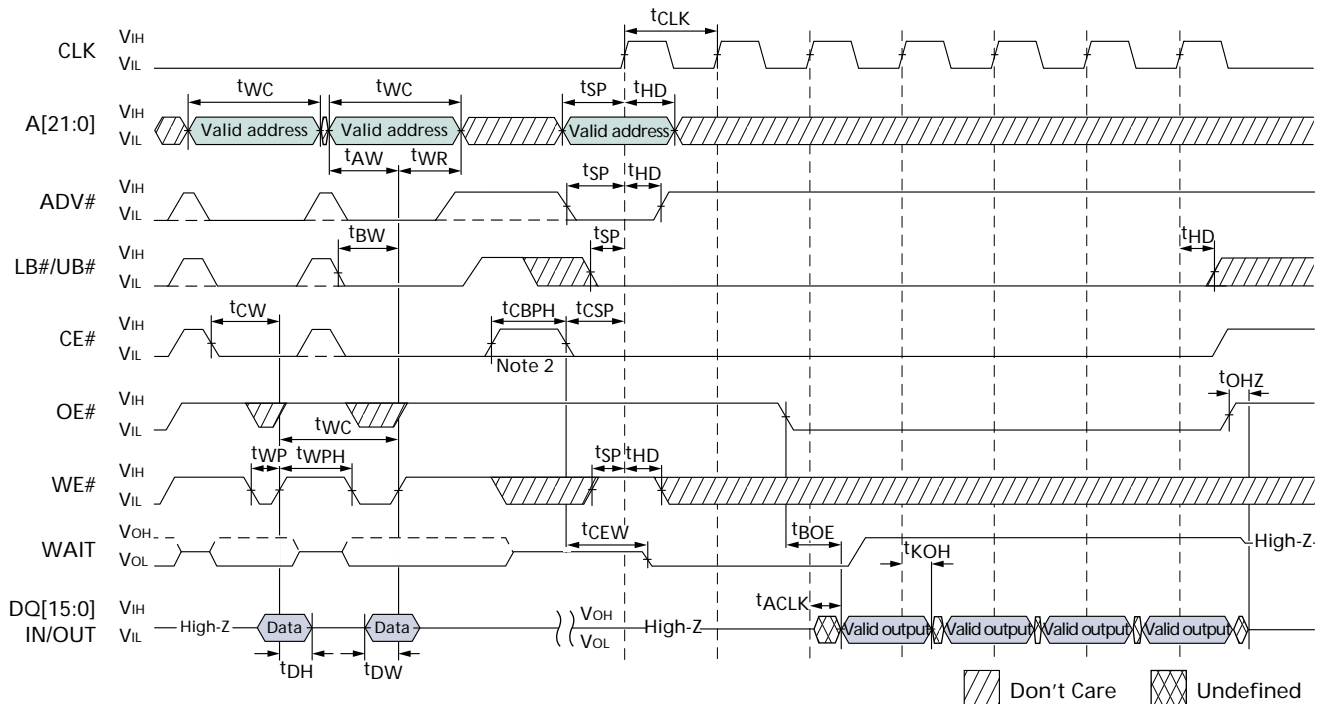 tCLK
CLK VIH
VIL
tWC tWC tSP tHD
A[21:0] VIH
VIL
Valid address Valid address Valid address
tAW tWR
ADV# VIH
VIL
tSP tHD
tBW tSP tHD
LB#/UB# VIH
VIL
tCW tCBPH tCSP
CE# VIH
VIL
Note 2
tOHZ
OE# VIH
VIL
tWC
tWP tWPH tSP tHD
WE# VIH
VIL
WAIT VOH
VOL
tCEW tBOE tKOH High-Z
tACLK
DQ[15:0]
IN/OUT
VIH
VIL
High-Z Data Data VOH
VOL
High-Z Valid output Valid output Valid output Valid output
tDH tDW
Don't Care Undefined